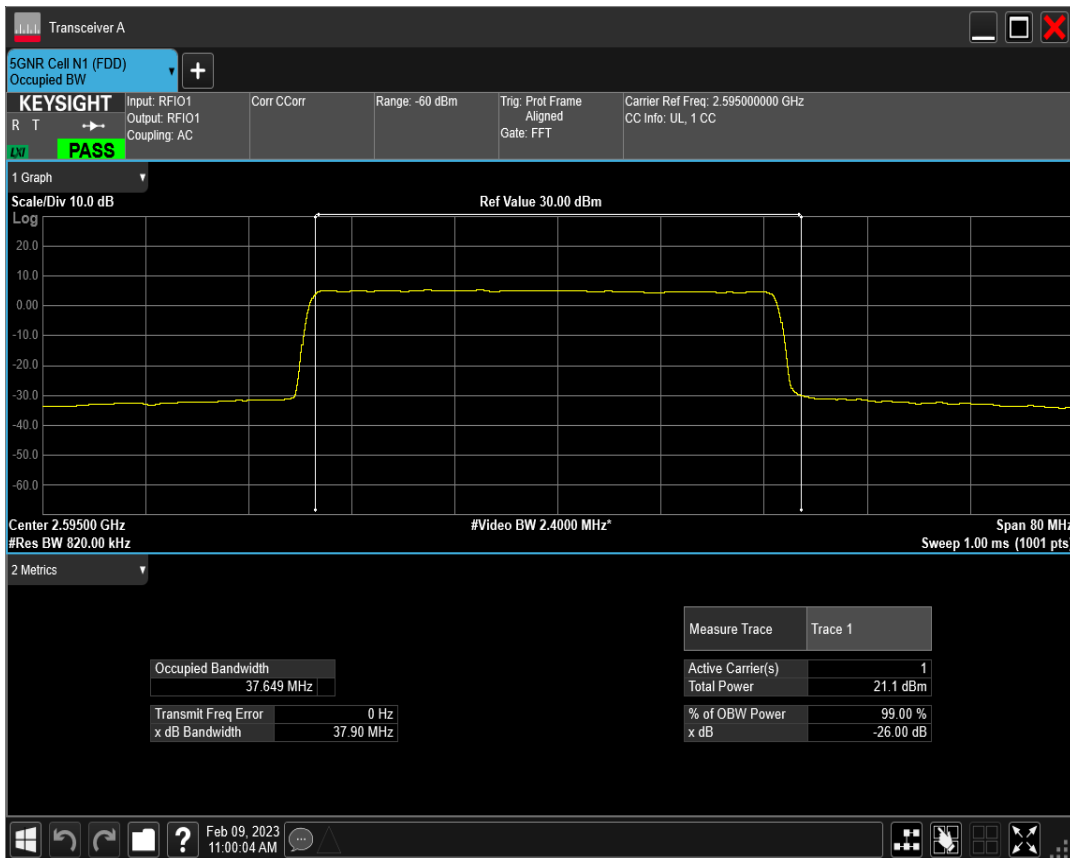 Transceiver A
5GNR Cell N1 (FDD)
Occupied BW
KEYSIGHT
R T
LXI
PASS
Input: RFIO1
Output: RFIO1
Coupling: AC
Corr CCorr
Range: -60 dBm
Trig: Prot Frame
Aligned
Gate: FFT
Carrier Ref Freq: 2.595000000 GHz
CC Info: UL, 1 CC
1 Graph
Scale/Div 10.0 dB
Ref Value 30.00 dBm
Log
20.0
10.0
0.00
-10.0
-20.0
-30.0
-40.0
-50.0
-60.0
Center 2.59500 GHz
#Video BW 2.4000 MHz*
Span 80 MHz
#Res BW 820.00 kHz
Sweep 1.00 ms (1001 pts)
2 Metrics
Measure Trace Trace 1
Occupied Bandwidth
37.649 MHz
Active Carrier(s) 1
Total Power 21.1 dBm
Transmit Freq Error 0 Hz
x dB Bandwidth 37.90 MHz
% of OBW Power 99.00 %
x dB -26.00 dB
?
Feb 09, 2023
11:00:04 AM